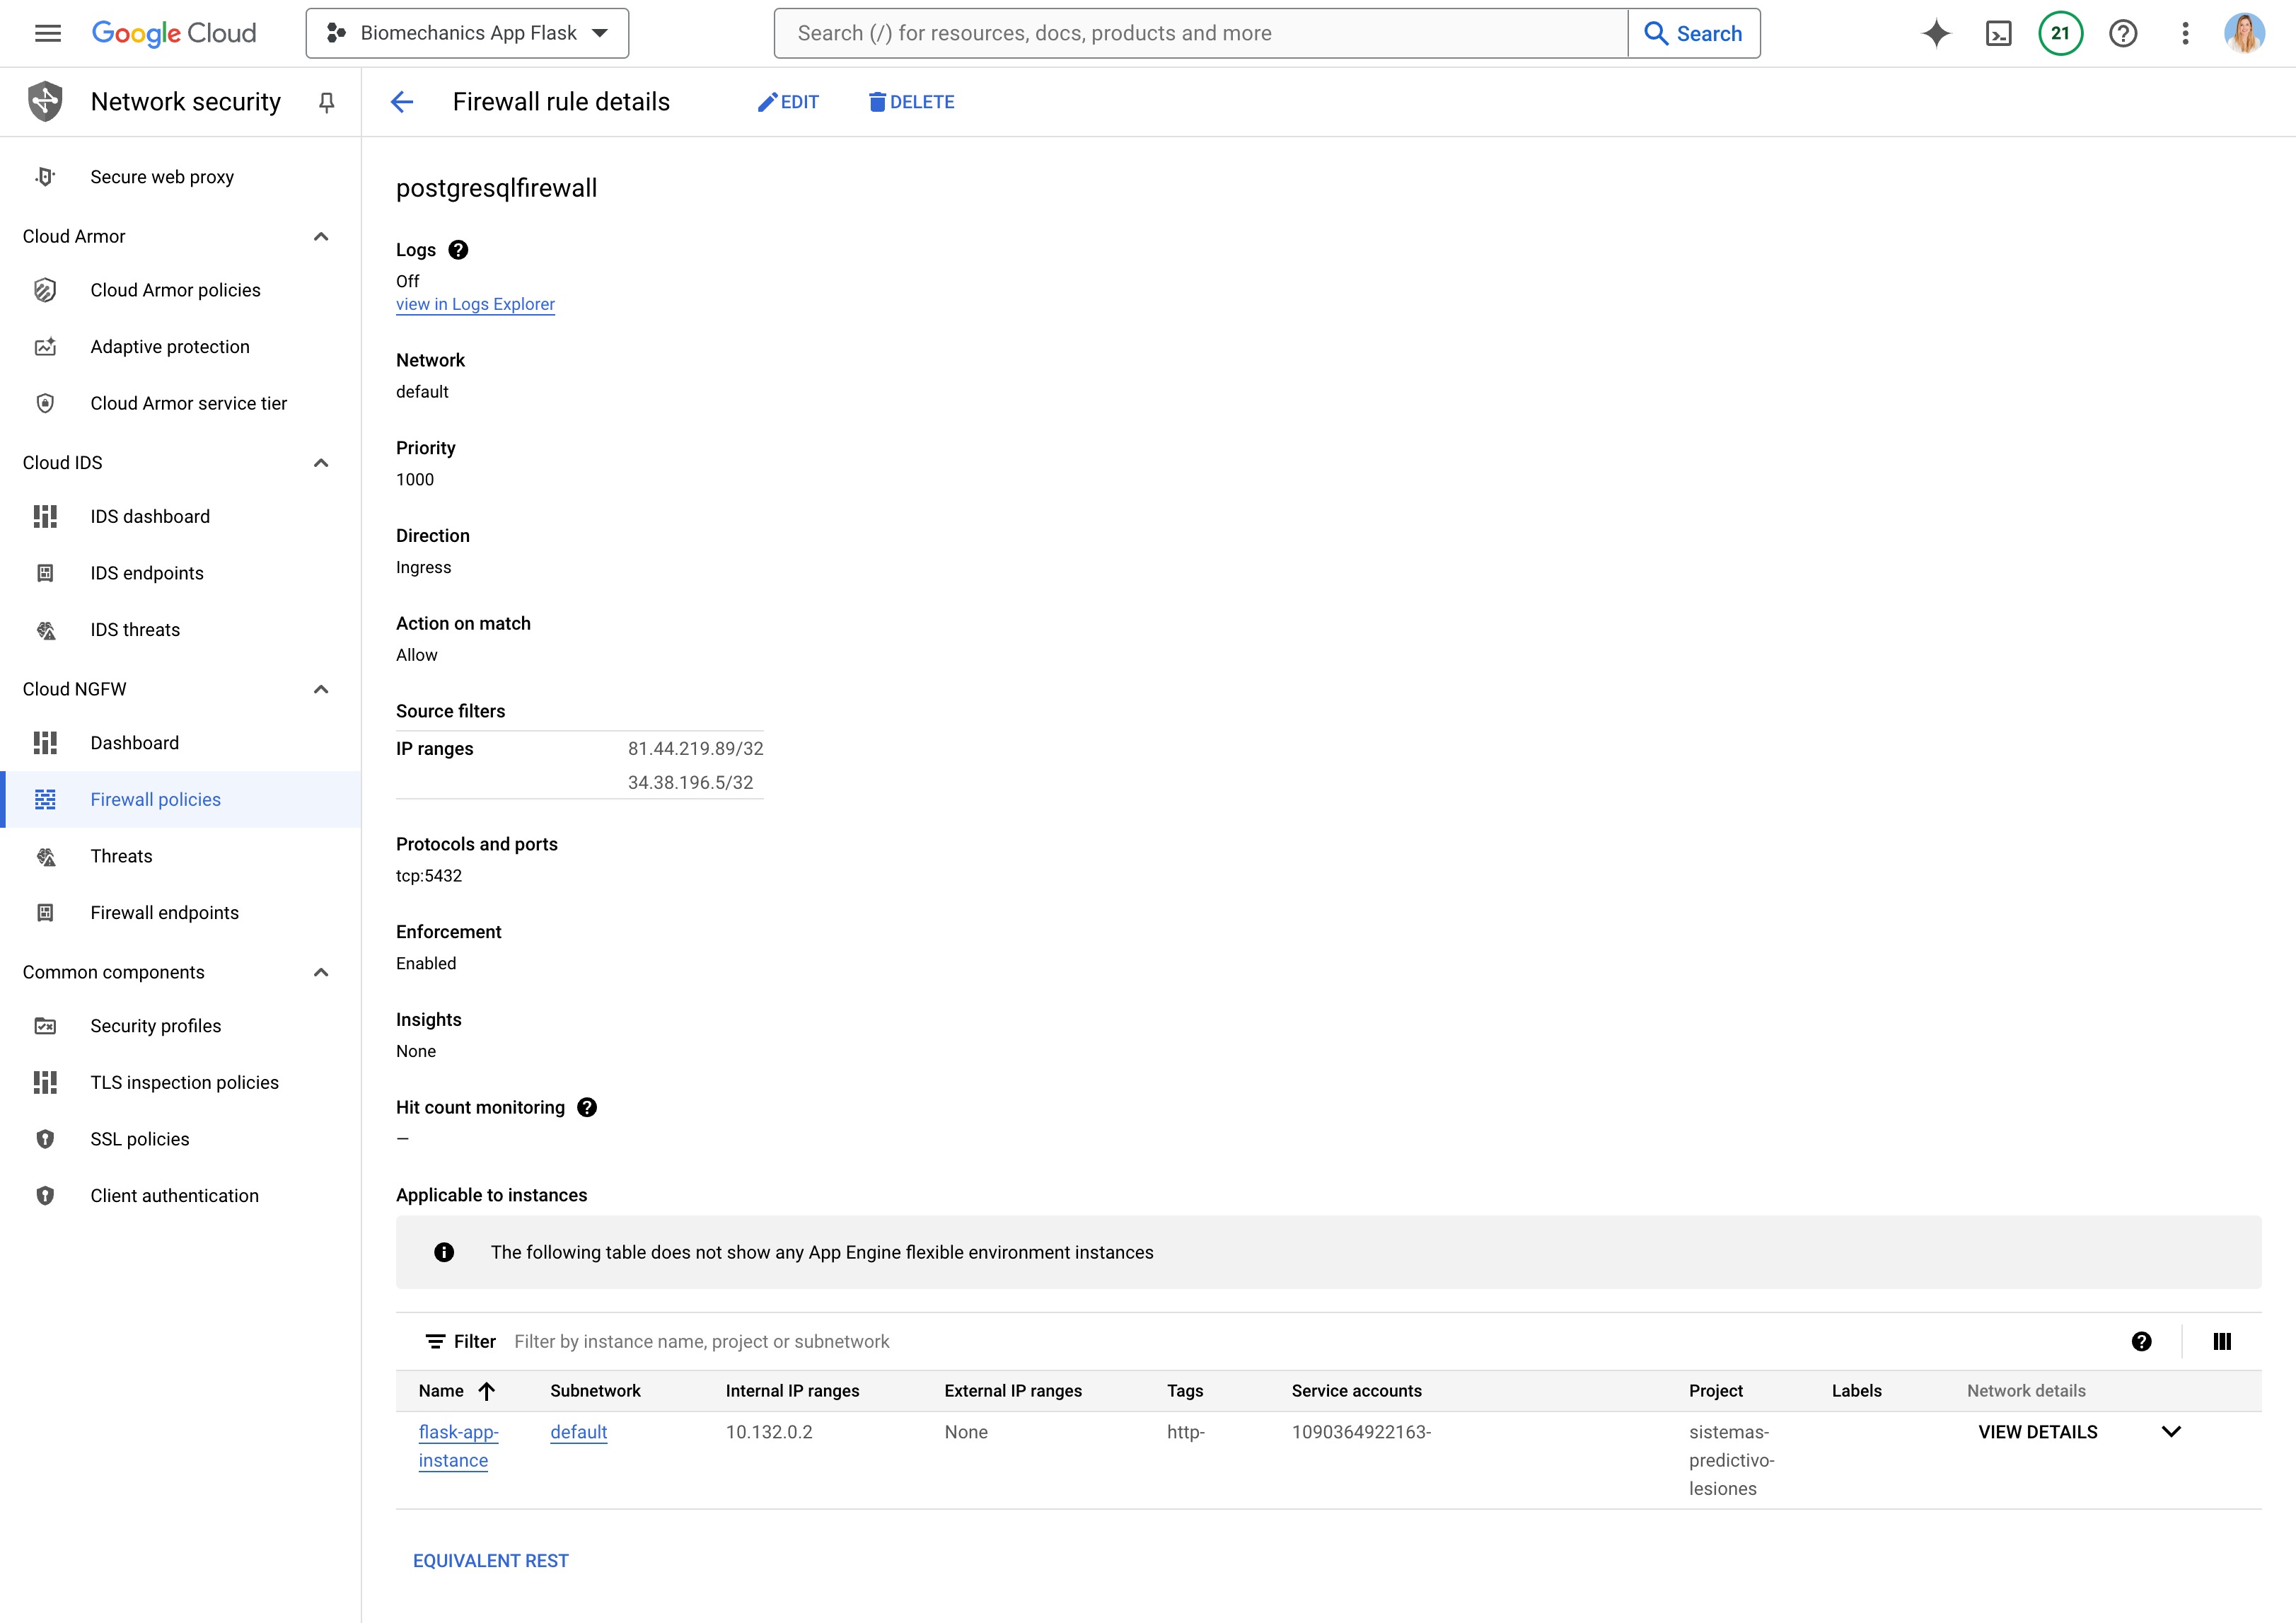 Google Cloud
Biomechanics App Flask
Search (/) for resources, docs, products and more
Search
21
Network security
Firewall rule details
EDIT
DELETE
Secure web proxy
Cloud Armor
Cloud Armor policies
Adaptive protection
Cloud Armor service tier
Cloud IDS
IDS dashboard
IDS endpoints
IDS threats
Cloud NGFW
Dashboard
Firewall policies
Threats
Firewall endpoints
Common components
Security profiles
TLS inspection policies
SSL policies
Client authentication
postgresqlfirewall
Logs
Off
view in Logs Explorer
Network
default
Priority
1000
Direction
Ingress
Action on match
Allow
Source filters
IP ranges 81.44.219.89/32
34.38.196.5/32
Protocols and ports
tcp:5432
Enforcement
Enabled
Insights
None
Hit count monitoring
—
Applicable to instances
The following table does not show any App Engine flexible environment instances
Filter Filter by instance name, project or subnetwork
Name Subnetwork Internal IP ranges External IP ranges Tags Service accounts Project Labels Network details
flask-app- default 10.132.0.2 None http- 1090364922163- sistemas- VIEW DETAILS
instance predictivo-
lesiones
EQUIVALENT REST